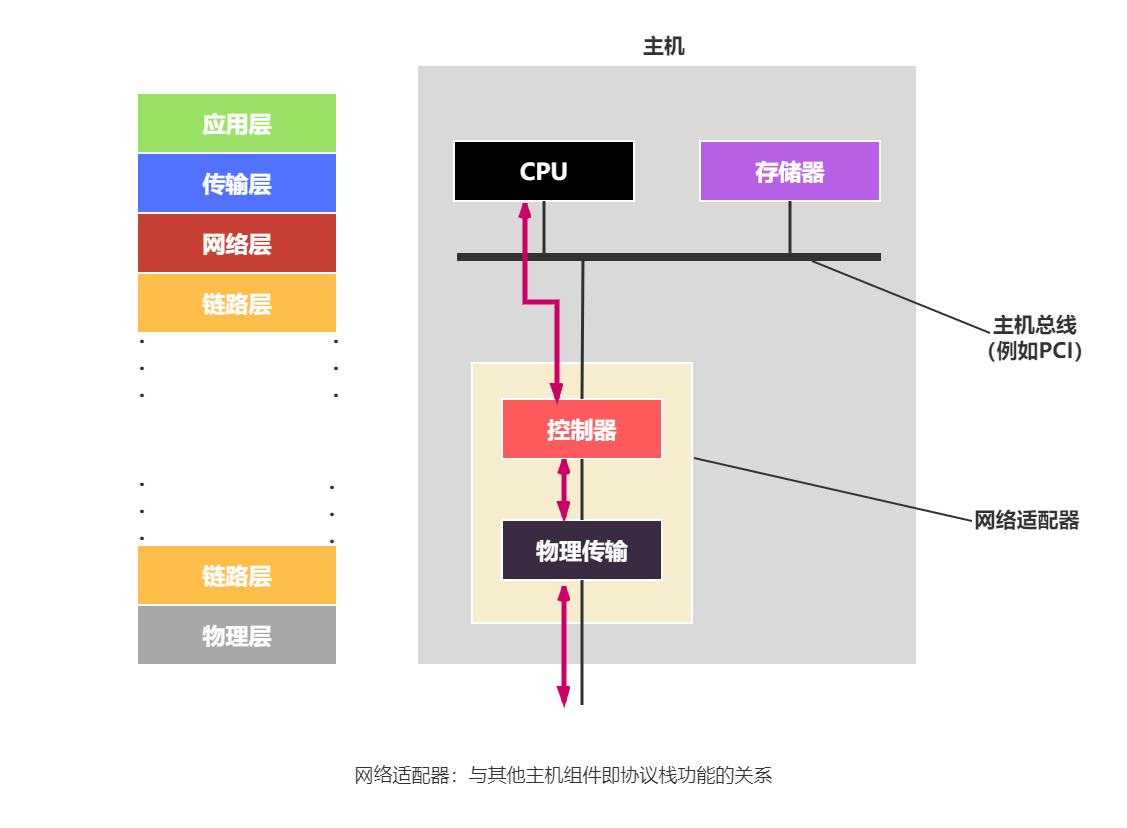 主机
应用层
传输层
网络层
链路层
链路层
物理层
CPU
存储器
主机总线
（例如PCI）
控制器
物理传输
网络适配器
网络适配器：与其他主机组件即协议栈功能的关系